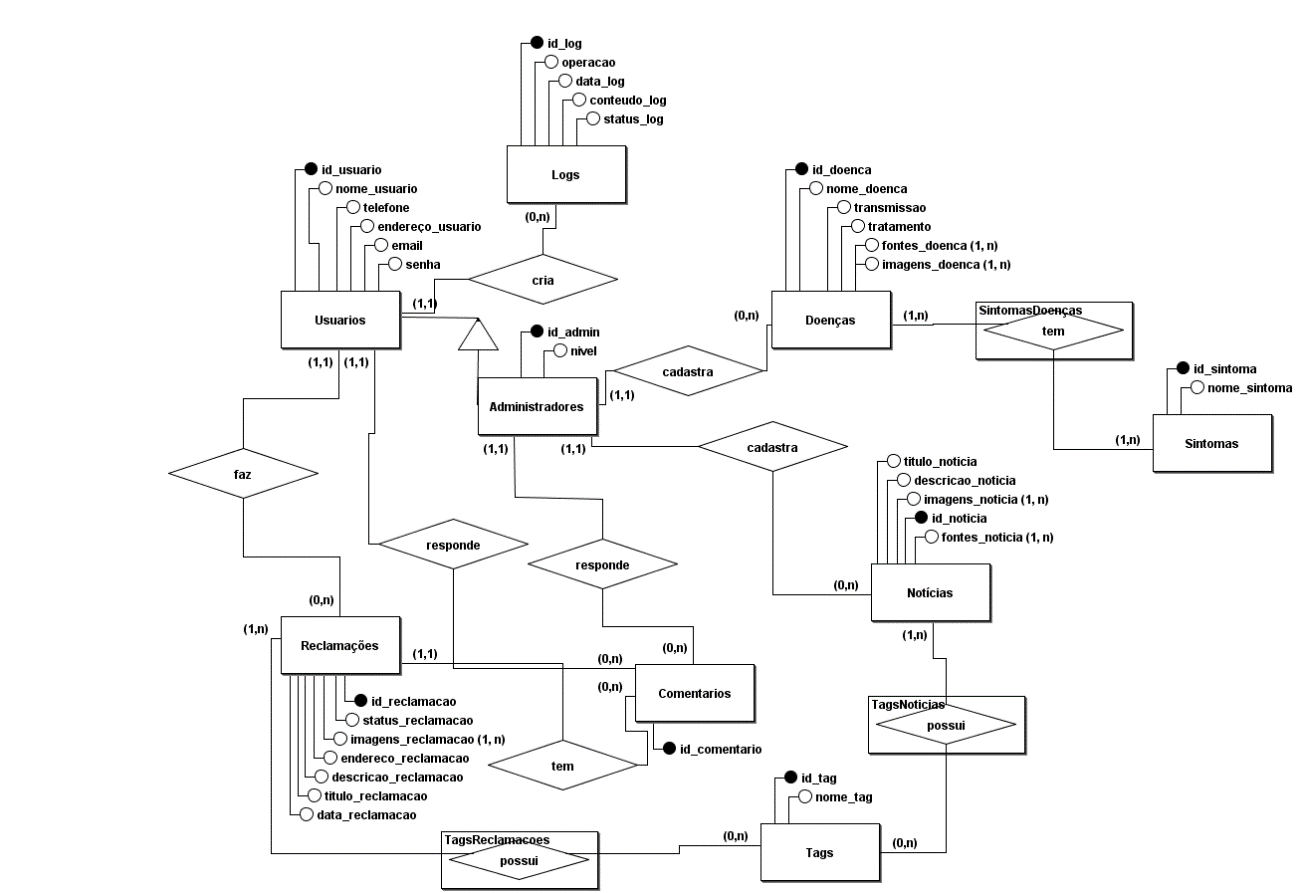 id_log
operacao
data_log
conteudo_log
status_log
Logs
(0,n)
cria
id_usuario
nome_usuario
telefone
endereço_usuario
email
senha
Usuarios
(1,1)
(1,1)
(1,1)
id_admin
nivel
Administradores
(1,1)
(1,1)
(1,1)
cadastra
(0,n)
id_doenca
nome_doenca
transmissao
tratamento
fontes_doenca (1, n)
imagens_doenca (1, n)
Doenças
(1,n)
SintomasDoenças
tem
(1,n)
id_sintoma
nome_sintoma
Sintomas
cadastra
titulo_noticia
descricao_noticia
imagens_noticia (1, n)
id_noticia
fontes_noticia (1, n)
(0,n)
Notícias
(1,n)
faz
responde
responde
(0,n)
(1,n)
Reclamações
(1,1)
(0,n)
(0,n)
(0,n)
Comentarios
id_comentario
id_reclamacao
status_reclamacao
imagens_reclamacao (1, n)
endereco_reclamacao
descricao_reclamacao
titulo_reclamacao
data_reclamacao
tem
TagsNoticias
possui
id_tag
nome_tag
Tags
(0,n)
(0,n)
TagsReclamacoes
possui